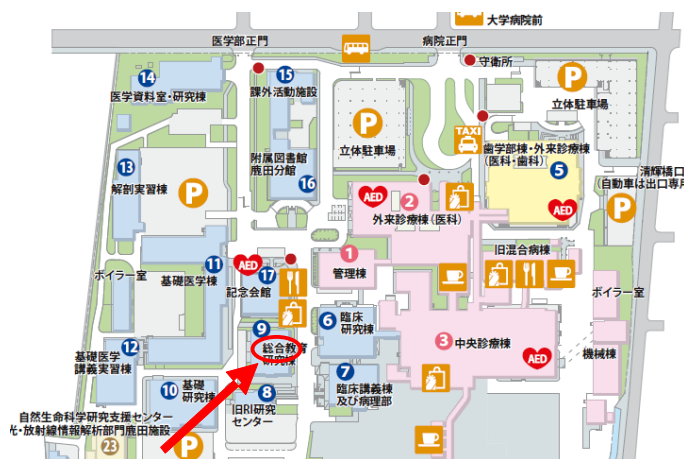 大学病院前
医学部正門
病院正門
守衛所
14
医学資料室・研究棟
15
課外活動施設
P
立体駐車場
P
立体駐車場
TAXI
歯学部棟・外来診療棟
(医科・歯科)
5
AED
清輝橋口
(自動車は出口専用
P
13
解剖実習棟
P
附属図書館
鹿田分館
16
AED
2
外来診療棟(医科)
1
管理棟
旧混合病棟
ボイラー室
11
基礎医学棟
AED
17
記念会館
ボイラー室
9
総合教育
研究棟
6
臨床
研究棟
3 中央診療棟
AED
機械棟
12
基礎医学
講義実習棟
10 基礎
研究棟
8
旧RI研究
センター
7
臨床講義棟
及び病理部
自然生命科学研究支援センター
光・放射線情報解析部門鹿田施設
23
P